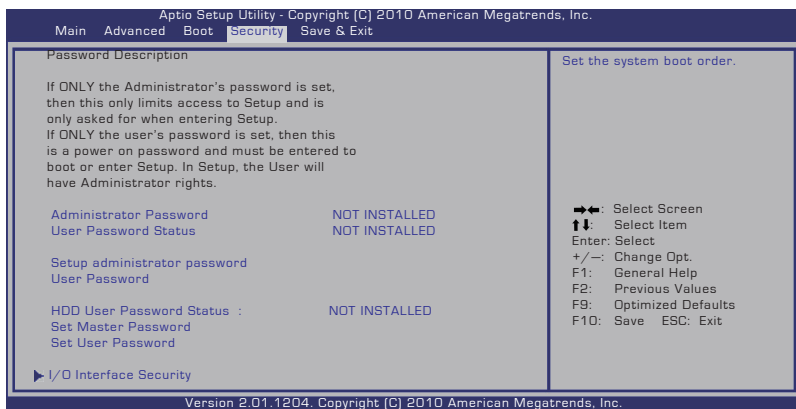 Aptio Setup Utility - Copyright (C) 2010 American Megatrends, Inc.
Main Advanced Boot Security Save & Exit
Password Description
If ONLY the Administrator's password is set,
then this only limits access to Setup and is
only asked for when entering Setup.
If ONLY the user's password is set, then this
is a power on password and must be entered to
boot or enter Setup. In Setup, the User will
have Administrator rights.
Administrator Password NOT INSTALLED
User Password Status NOT INSTALLED
Setup administrator password
User Password
HDD User Password Status : NOT INSTALLED
Set Master Password
Set User Password
I/O Interface Security
Set the system boot order.
→←: Select Screen
↑↓: Select Item
Enter: Select
+/—: Change Opt.
F1: General Help
F2: Previous Values
F9: Optimized Defaults
F10: Save ESC: Exit
Version 2.01.1204. Copyright (C) 2010 American Megatrends, Inc.